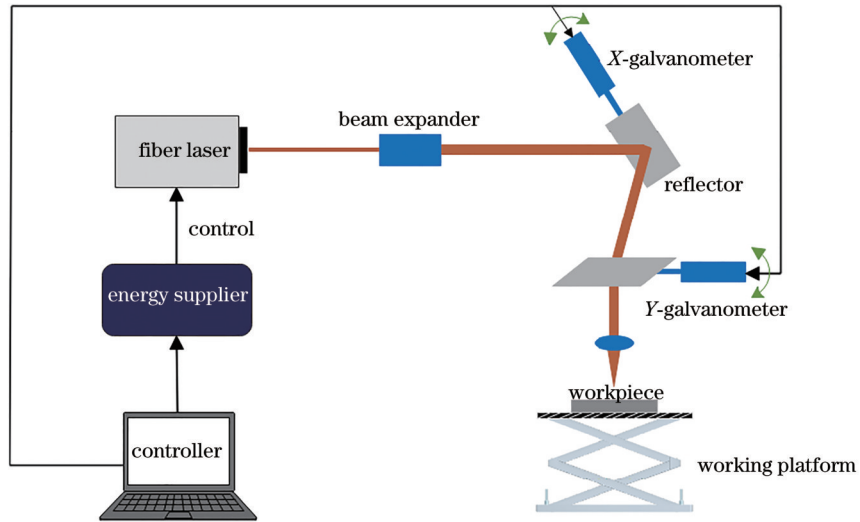 X-galvanometer
beam expander
fiber laser
reflector
control
energy supplier
Y-galvanometer
workpiece
controller
working platform